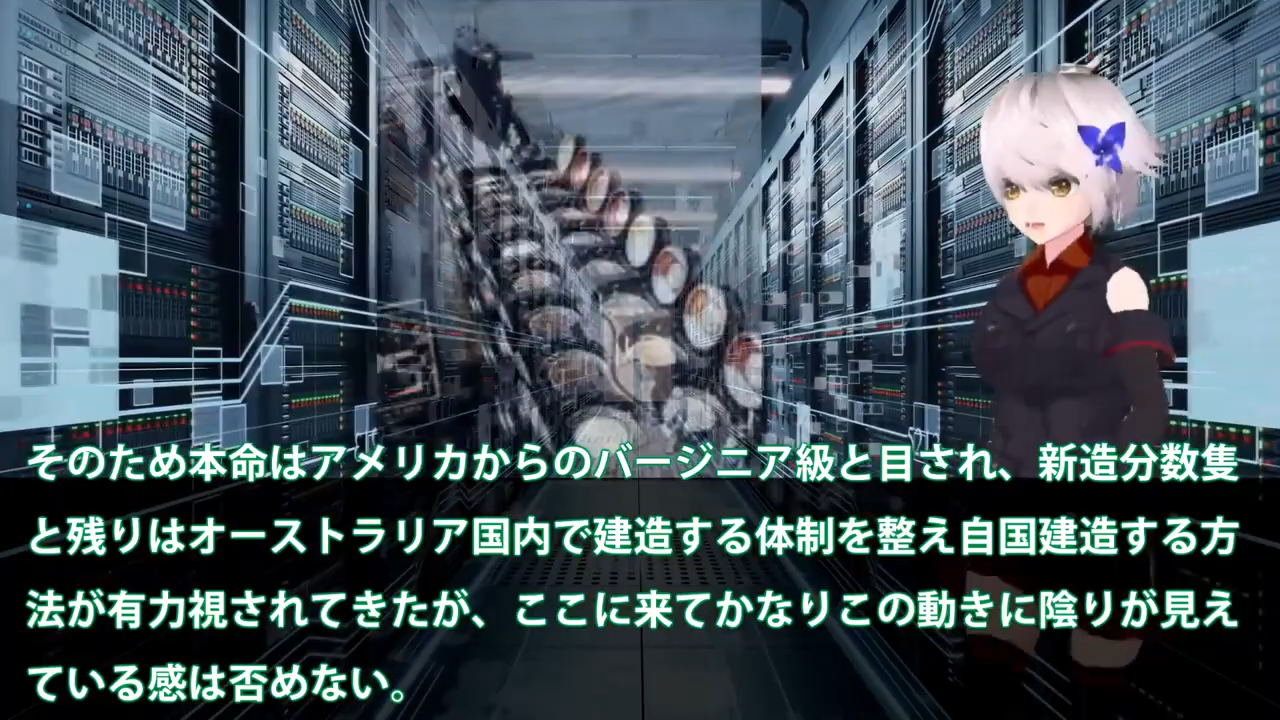 そのため本命はアメリカからのバージニア級と目され、新造分数隻
と残りはオーストラリア国内で建造する体制を整え自国建造する方
法が有力視されてきたが、ここに来てかなりこの動きに陰りが見え
ている感は否めない。